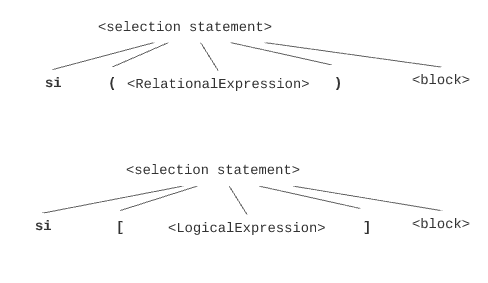 <selection statement>
si ( <RelationalExpression> ) <block>
<selection statement>
si [ <LogicalExpression> ] <block>